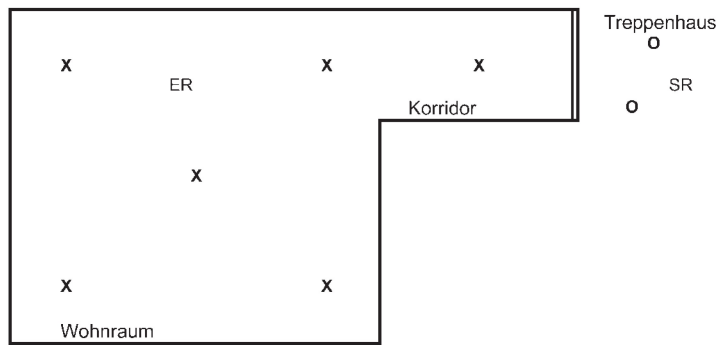 Treppenhaus
O
X X X
ER SR
Korridor O
X
X X
Wohnraum